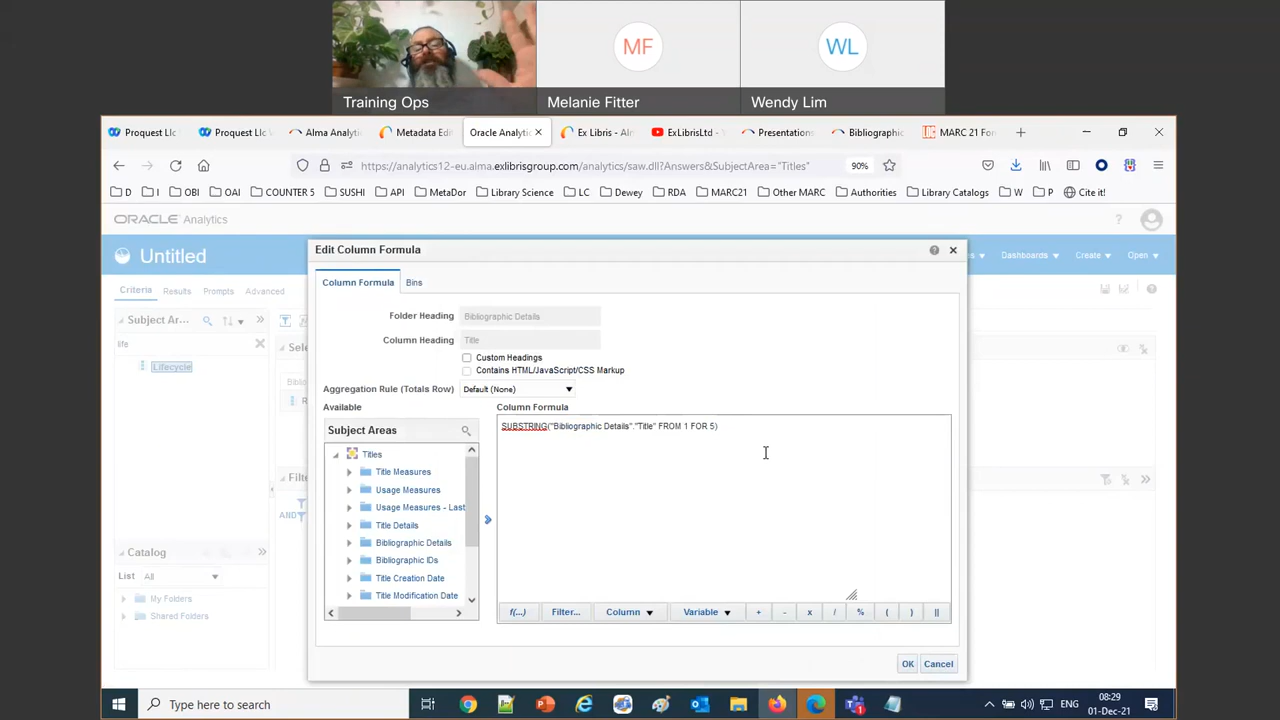 MF
WL
Training Ops
Melanie Fitter
Wendy Lim
Proquest Llc
Proquest Llc
Alma Analyti
Metadata Edi
Oracle Analytic
Ex Libris - Alm
ExLibrisLtd -
Presentations
Bibliographic
MARC 21 For
https://analytics12-eu.alma.exlibrisgroup.com/analytics/saw.dll?Answers&SubjectArea="Titles"
90%
D
I
OBI
OAI
COUNTER 5
SUSHI
API
MetaDor
Library Science
LC
Dewey
RDA
MARC21
Other MARC
Authorities
Library Catalogs
W
P
Cite it!
ORACLE Analytics
Untitled
Dashboards
Create
Open
Criteria
Results
Prompts
Advanced
Subject Ar...
life
Lifecycle
Catalog
List All
My Folders
Shared Folders
Edit Column Formula
Column Formula
Bins
Folder Heading
Bibliographic Details
Column Heading
Title
Custom Headings
Contains HTML/JavaScript/CSS Markup
Aggregation Rule (Totals Row)
Default (None)
Available
Column Formula
Subject Areas
SUBSTRING("Bibliographic Details"."Title" FROM 1 FOR 5)
Titles
Title Measures
Usage Measures
Usage Measures - Last
Title Details
Bibliographic Details
Bibliographic IDs
Title Creation Date
Title Modification Date
f(...)
Filter...
Column
Variable
+
-
x
/
%
(
)
||
OK
Cancel
AND
Type here to search
ENG
08:29
01-Dec-21